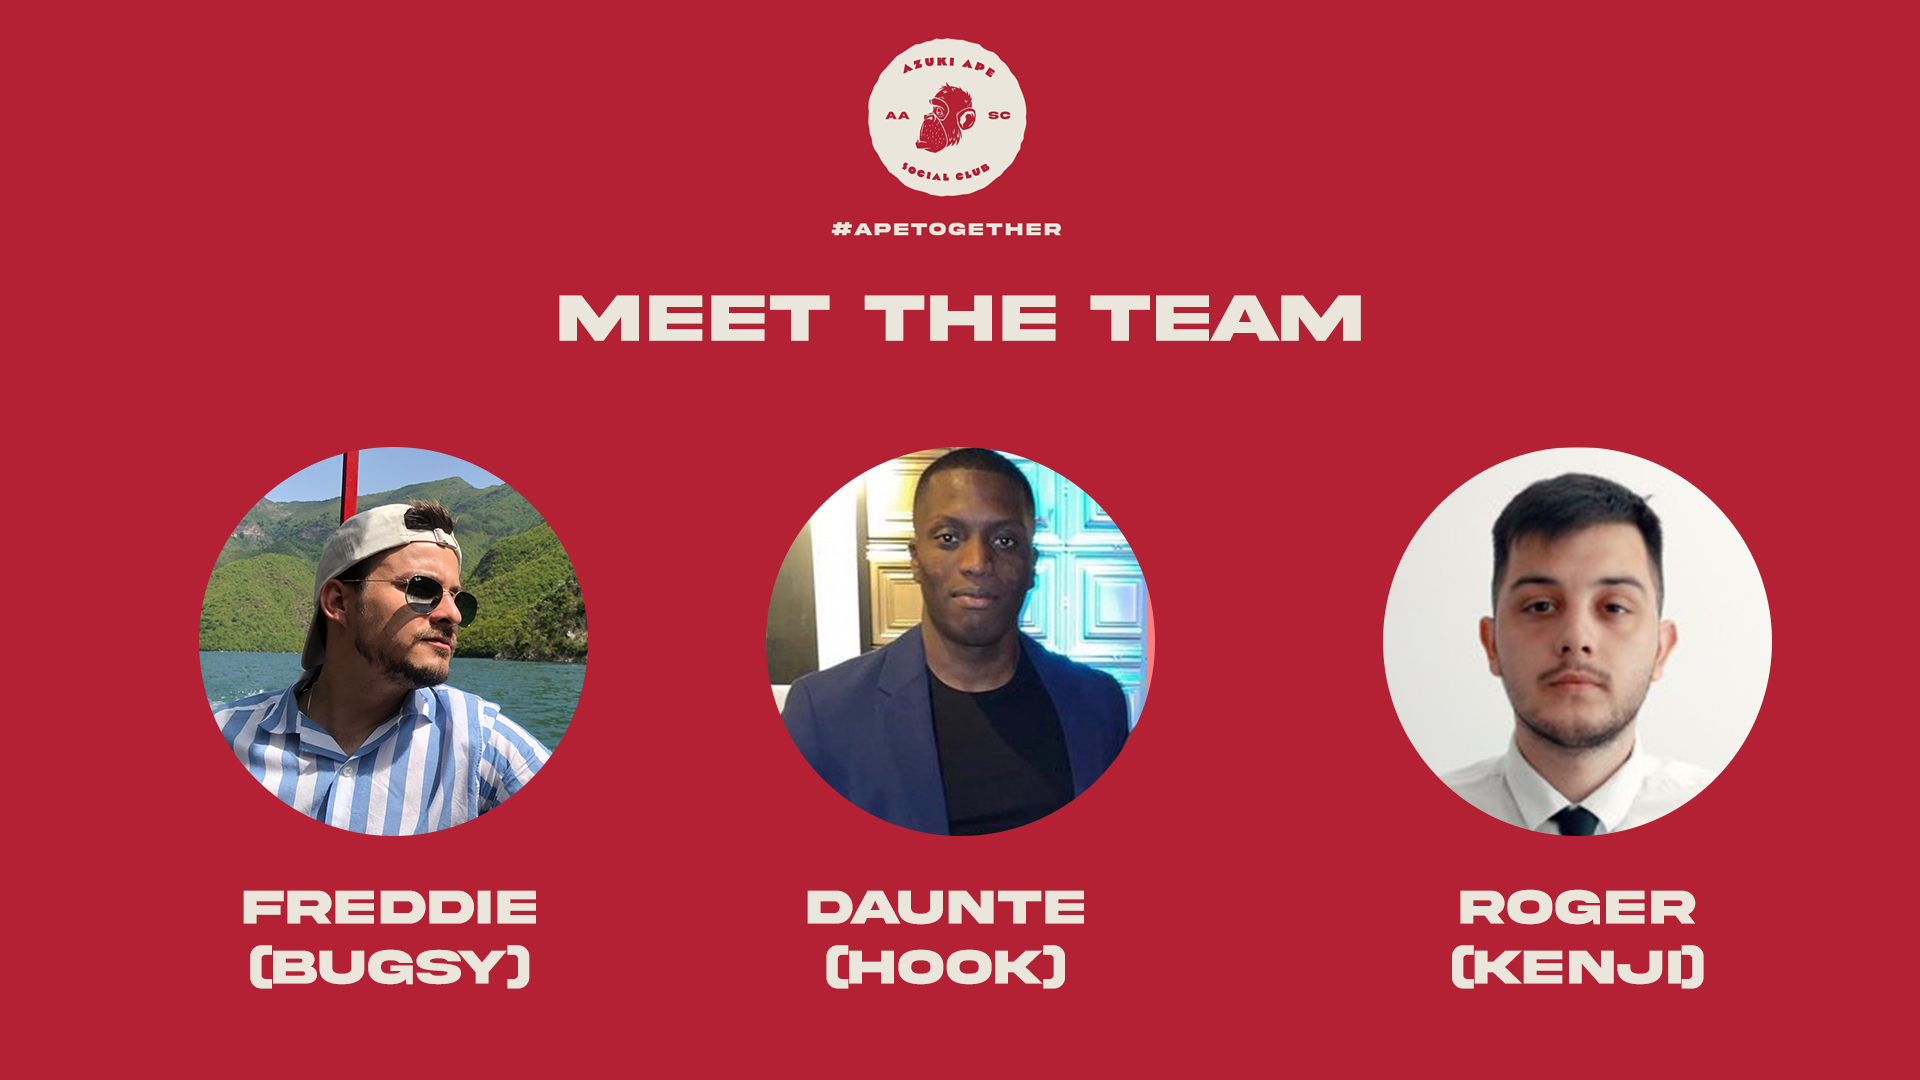 AZUKI APE
AA SC
SOCIAL CLUB
#APETOGETHER
MEET THE TEAM
FREDDIE
(BUGSY)
DAUNTE
(HOOK)
ROGER
(KENJI)